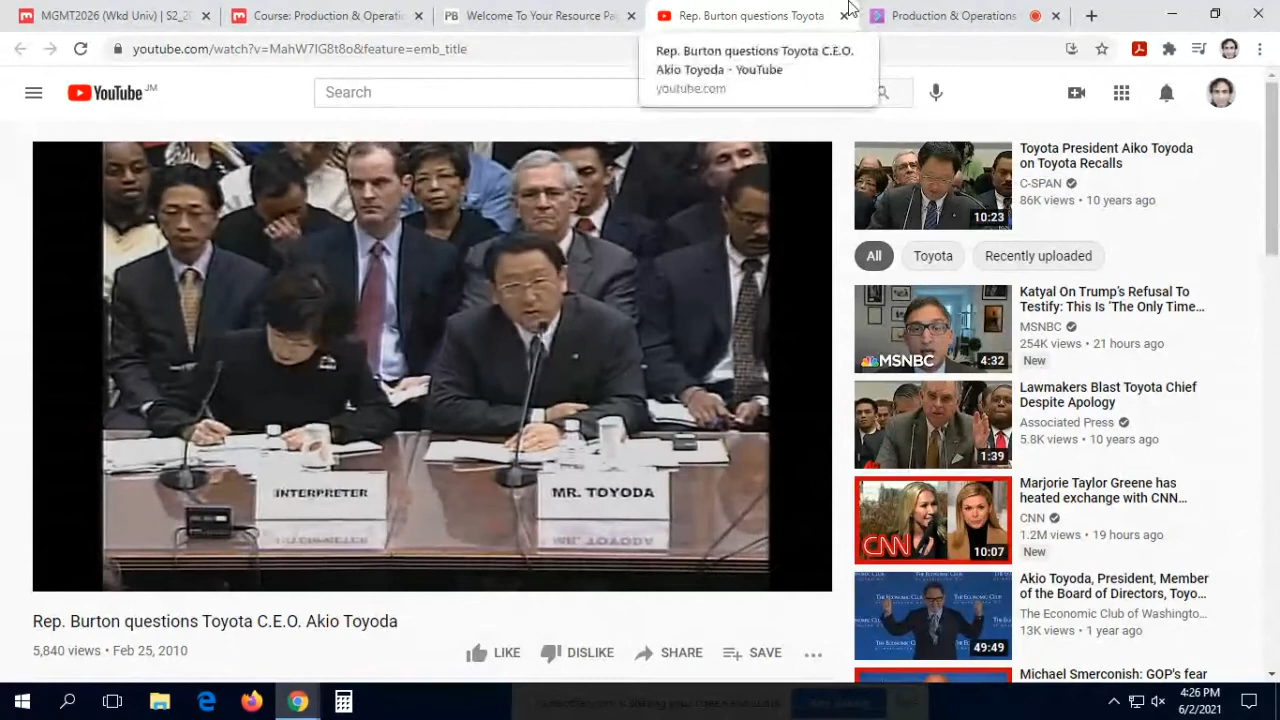 MGMT2026 (Wkd Univ) | S2_2
Course: Production & Operatio
Welcome To Your Resource Pa
Rep. Burton questions Toyota
Production & Operations
youtube.com/watch?v=MahW7IG8t8o&feature=emb_title
Rep. Burton questions Toyota C.E.O.
Akio Toyoda - YouTube
youtube.com
YouTube JM
Search
INTERPRETER
MR. TOYODA
Rep. Burton questions Toyota C.E.O. Akio Toyoda
5,840 views • Feb 25, 2010
LIKE
DISLIKE
SHARE
SAVE
Toyota President Aiko Toyoda
on Toyota Recalls
C-SPAN
86K views • 10 years ago
10:23
All
Toyota
Recently uploaded
Katyal On Trump's Refusal To
Testify: This Is 'The Only Time...
MSNBC
254K views • 21 hours ago
New
MSNBC
4:32
Lawmakers Blast Toyota Chief
Despite Apology
Associated Press
5.8K views • 10 years ago
1:39
Marjorie Taylor Greene has
heated exchange with CNN...
CNN
1.2M views • 19 hours ago
New
CNN
10:07
Akio Toyoda, President, Member
of the Board of Directors, Toyo...
The Economic Club of Washingto...
13K views • 1 year ago
49:49
Michael Smerconish: GOP's fear
4:26 PM
6/2/2021